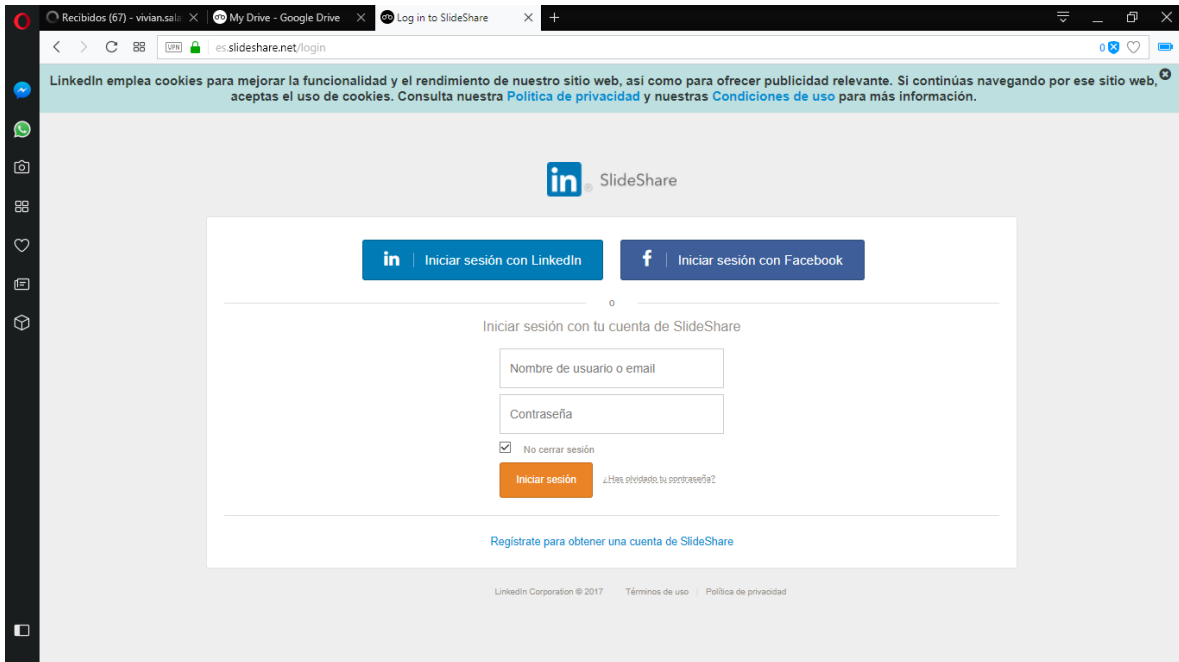 Recibidos (67) - vivian.sala
My Drive - Google Drive
Log in to SlideShare
VPN
es.slideshare.net/login
0
LinkedIn emplea cookies para mejorar la funcionalidad y el rendimiento de nuestro sitio web, así como para ofrecer publicidad relevante. Si continúas navegando por ese sitio web,
aceptas el uso de cookies. Consulta nuestra Política de privacidad y nuestras Condiciones de uso para más información.
in® SlideShare
in Iniciar sesión con LinkedIn
f Iniciar sesión con Facebook
o
Iniciar sesión con tu cuenta de SlideShare
Nombre de usuario o email
Contraseña
No cerrar sesión
Iniciar sesión
¿Has olvidado tu contraseña?
Regístrate para obtener una cuenta de SlideShare
LinkedIn Corporation © 2017 Términos de uso | Política de privacidad